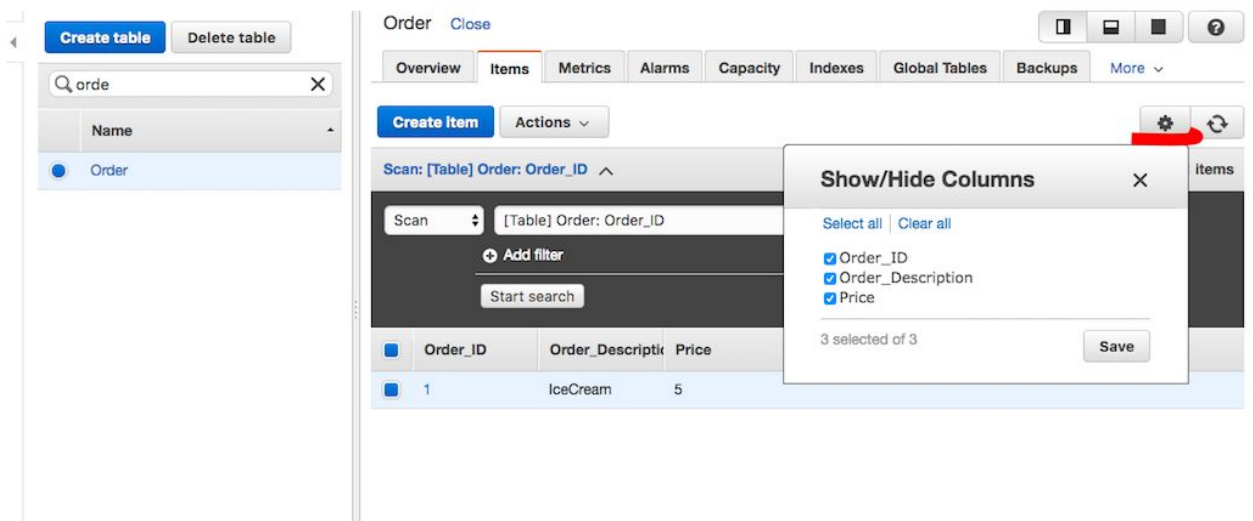 Create table Delete table
orde
Name
Order
Order Close
Overview Items Metrics Alarms Capacity Indexes Global Tables Backups More
Create item Actions
Scan: [Table] Order: Order_ID
items
Scan [Table] Order: Order_ID
Add filter
Start search
Order_ID Order_Descriptic Price
1 IceCream 5
Show/Hide Columns
Select all Clear all
Order_ID
Order_Description
Price
3 selected of 3 Save